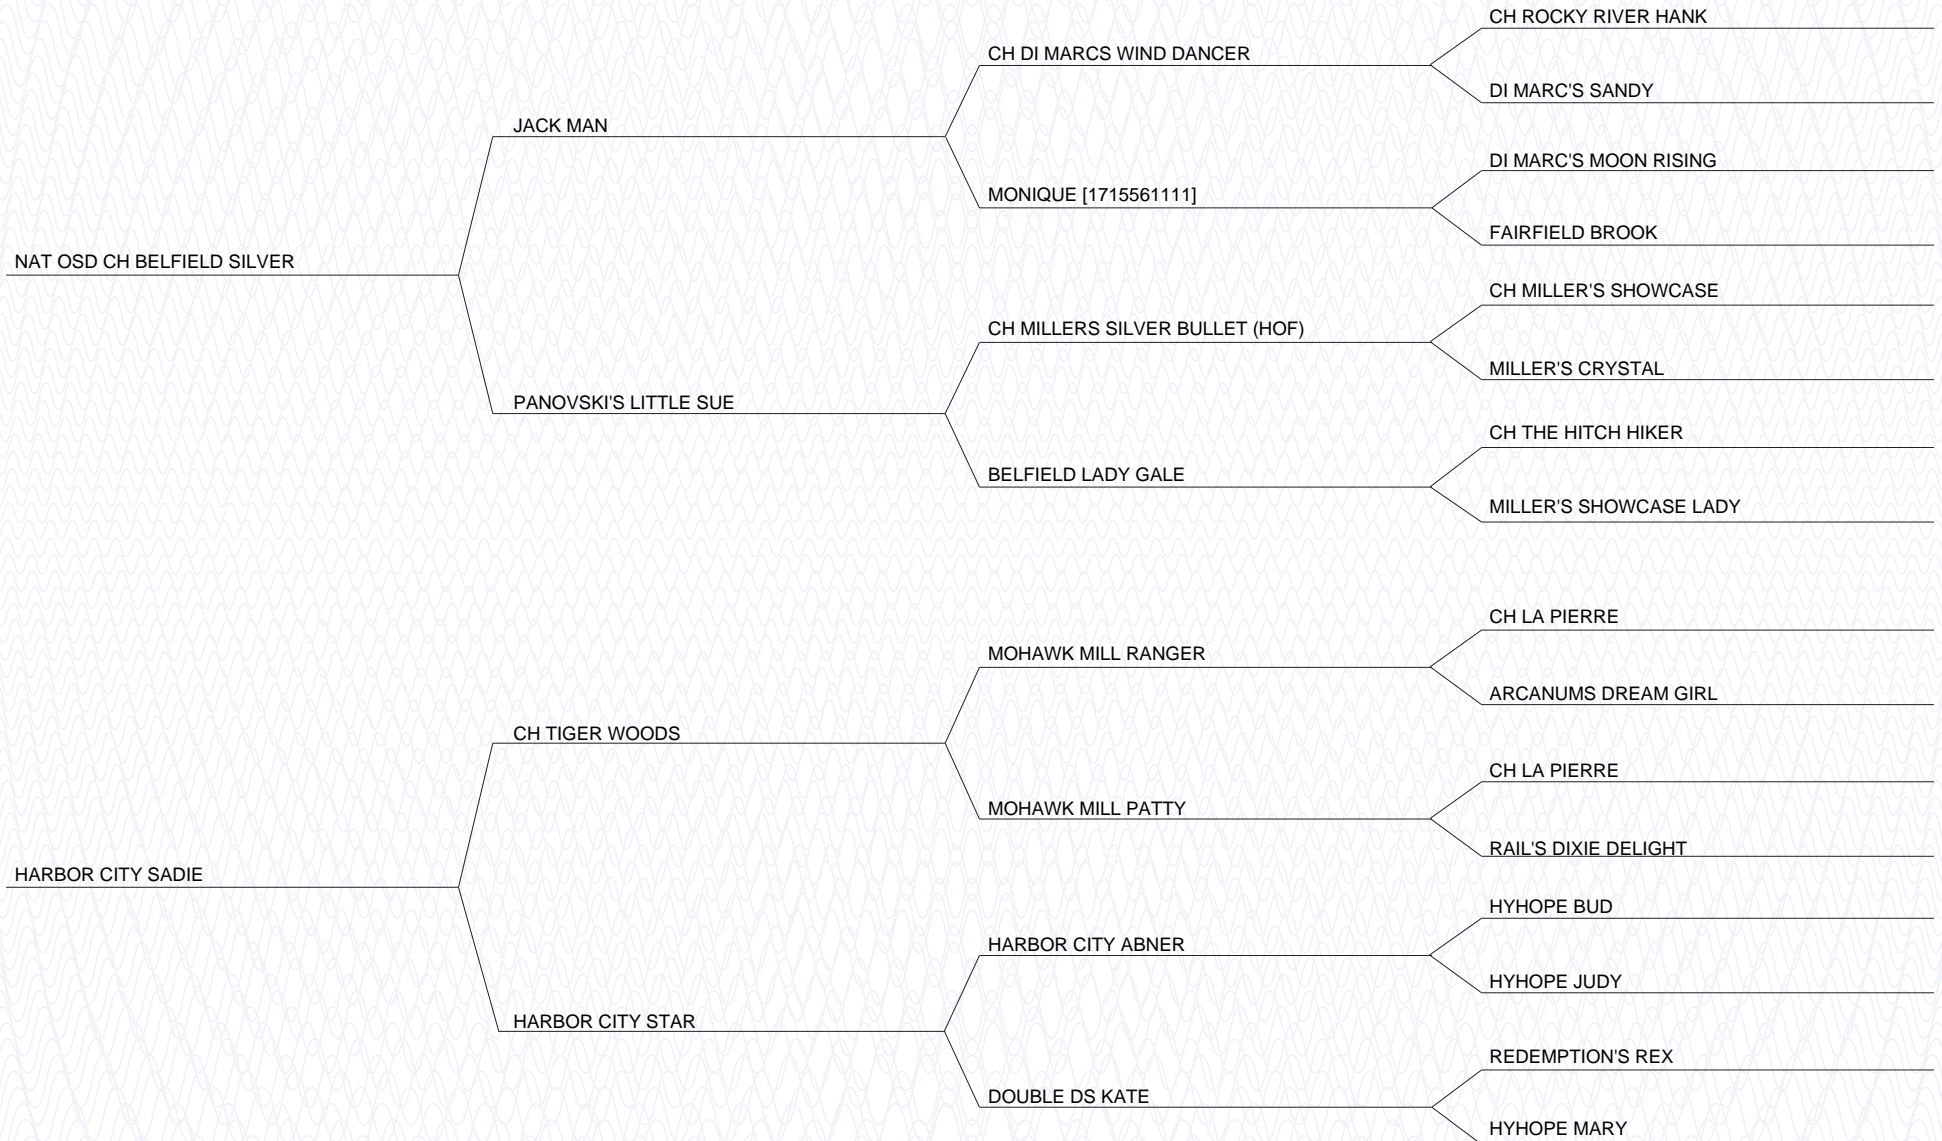 CH ROCKY RIVER HANK
CH DI MARCS WIND DANCER
DI MARC'S SANDY
JACK MAN
DI MARC'S MOON RISING
MONIQUE [1715561111]
FAIRFIELD BROOK
NAT OSD CH BELFIELD SILVER
CH MILLER'S SHOWCASE
CH MILLERS SILVER BULLET (HOF)
MILLER'S CRYSTAL
PANOVSKI'S LITTLE SUE
CH THE HITCH HIKER
BELFIELD LADY GALE
MILLER'S SHOWCASE LADY
CH LA PIERRE
MOHAWK MILL RANGER
ARCANUMS DREAM GIRL
CH TIGER WOODS
CH LA PIERRE
MOHAWK MILL PATTY
RAIL'S DIXIE DELIGHT
HARBOR CITY SADIE
HYHOPE BUD
HARBOR CITY ABNER
HYHOPE JUDY
HARBOR CITY STAR
REDEMPTION'S REX
DOUBLE DS KATE
HYHOPE MARY